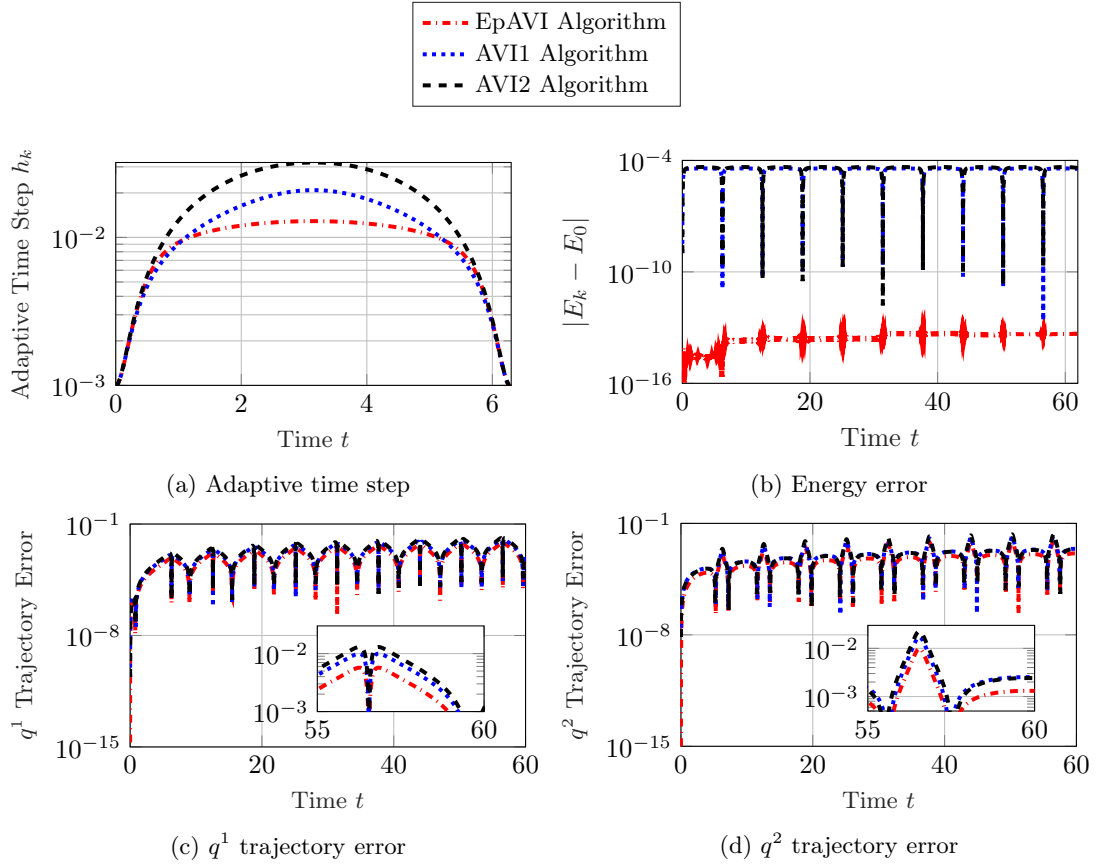 EpAVI Algorithm
AVI1 Algorithm
AVI2 Algorithm
Adaptive Time Step h_k
10^{-2}
10^{-3}
0 2 4 6
Time t
(a) Adaptive time step
|E_k − E_0|
10^{-4}
10^{-10}
10^{-16}
0 20 40 60
Time t
(b) Energy error
q^1 Trajectory Error
10^{-1}
10^{-8}
10^{-15}
0 20 40 60
10^{-2}
10^{-3}
55 60
Time t
(c) q^1 trajectory error
q^2 Trajectory Error
10^{-1}
10^{-8}
10^{-15}
0 20 40 60
10^{-2}
10^{-3}
55 60
Time t
(d) q^2 trajectory error